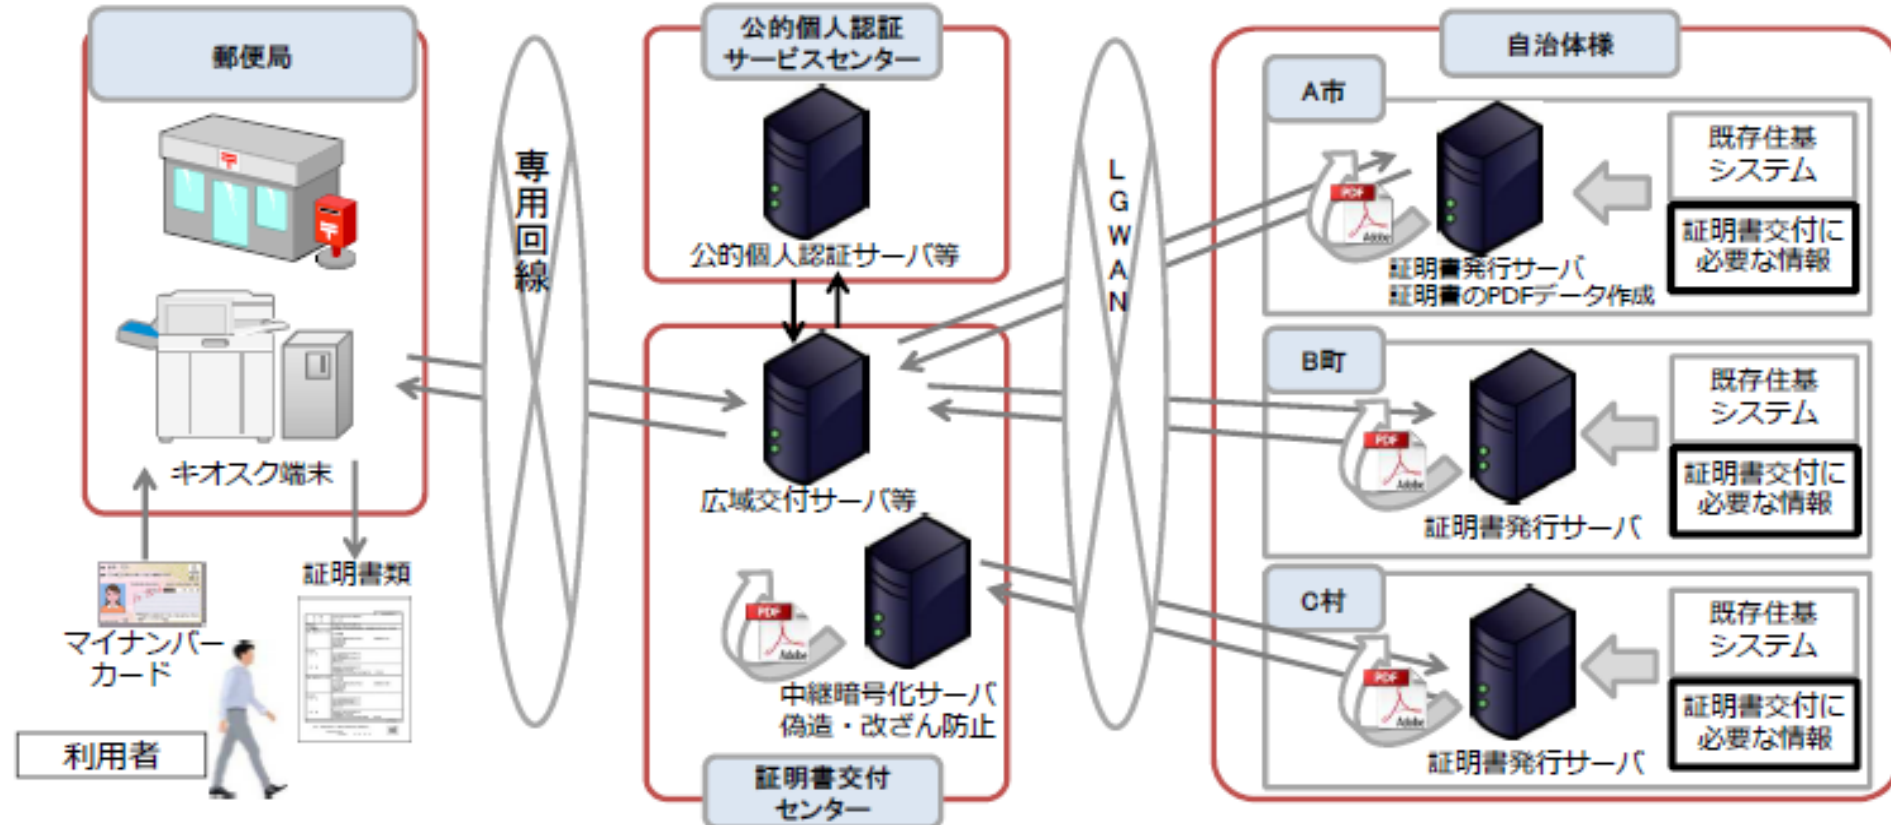 郵便局
キオスク端末
マイナンバー
カード
証明書類
利用者
専用回線
公的個人認証
サービスセンター
公的個人認証サーバ等
広域交付サーバ等
PDF
Adobe
中継暗号化サーバ
偽造・改ざん防止
証明書交付
センター
LGWAN
自治体様
A市
PDF
Adobe
証明書発行サーバ
証明書のPDFデータ作成
既存住基
システム
証明書交付に
必要な情報
B町
PDF
Adobe
証明書発行サーバ
既存住基
システム
証明書交付に
必要な情報
C村
PDF
Adobe
証明書発行サーバ
既存住基
システム
証明書交付に
必要な情報